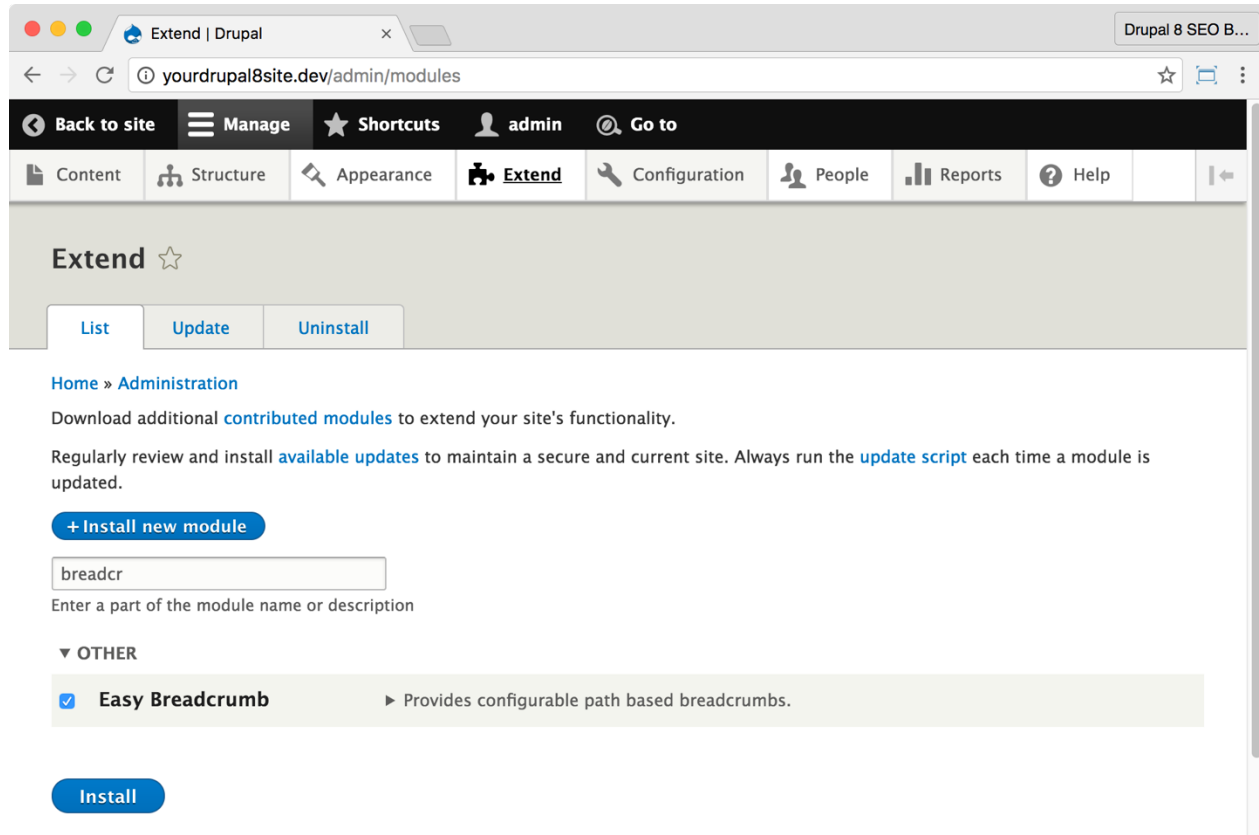 Extend | Drupal
Drupal 8 SEO B...
yourdrupal8site.dev/admin/modules
Back to site Manage Shortcuts admin Go to
Content Structure Appearance Extend Configuration People Reports Help
Extend
List Update Uninstall
Home » Administration
Download additional contributed modules to extend your site's functionality.
Regularly review and install available updates to maintain a secure and current site. Always run the update script each time a module is
updated.
+ Install new module
breadcr
Enter a part of the module name or description
▼ OTHER
Easy Breadcrumb ▶ Provides configurable path based breadcrumbs.
Install